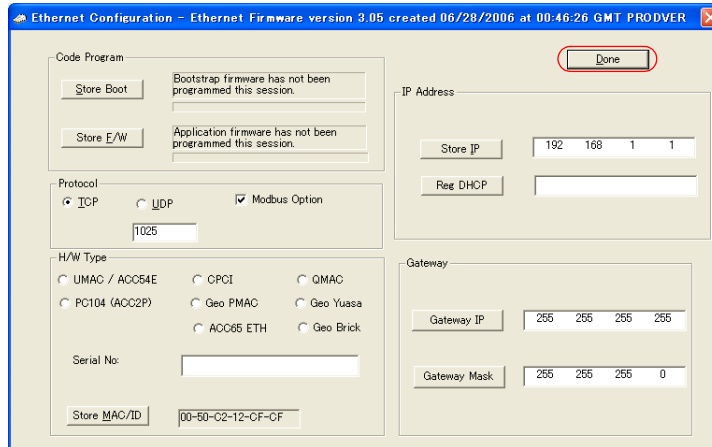 Ethernet Configuration - Ethernet Firmware version 3.05 created 06/28/2006 at 00:46:26 GMT PRODVER
Code Program
Store Boot
Bootstrap firmware has not been
programmed this session.
Store F/W
Application firmware has not been
programmed this session.
Done
IP Address
Store IP
192 168 1 1
Reg DHCP
Protocol
TCP
UDP
Modbus Option
1025
H/W Type
UMAC / ACC54E
CPCI
QMAC
PC104 (ACC2P)
Geo PMAC
Geo Yuasa
ACC65 ETH
Geo Brick
Serial No:
Store MAC/ID
00-50-C2-12-CF-CF
Gateway
Gateway IP
255 255 255 255
Gateway Mask
255 255 255 0